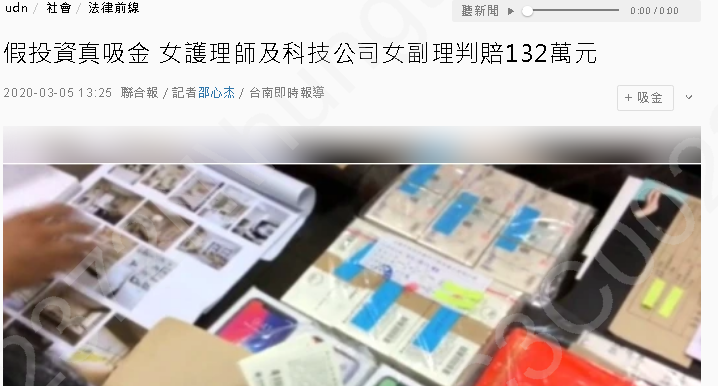 udn / 社會 / 法律前線
聽新聞 0:00 / 0:00
假投資真吸金 女護理師及科技公司女副理判賠132萬元
2020-03-05 13:25 聯合報 / 記者邵心杰 / 台南即時報導
+ 吸金